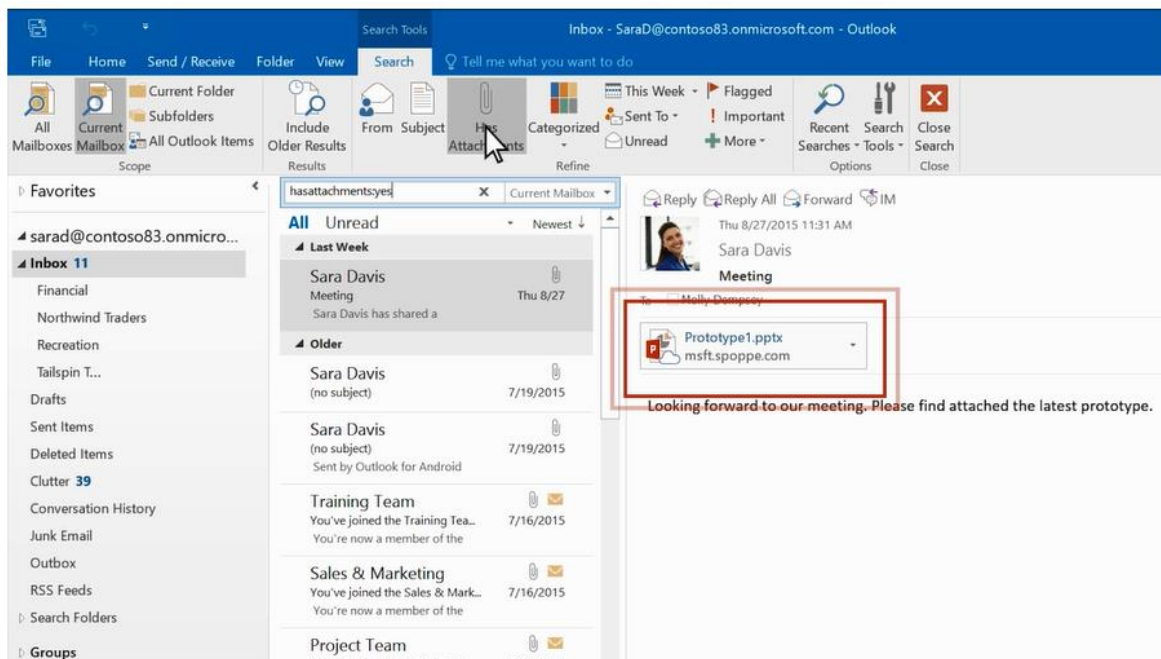 Search Tools
Inbox - SaraD@contoso83.onmicrosoft.com - Outlook
File Home Send / Receive Folder View Search Tell me what you want to do
All Mailboxes
Current Mailbox
Current Folder
Subfolders
All Outlook Items
Scope
Include Older Results
Results
From
Subject
Has Attachments
Categorized
This Week
Sent To
Unread
Flagged
Important
More
Refine
Recent Searches
Search Tools
Options
Close Search
Close
Favorites
sarad@contoso83.onmicro...
Inbox 11
Financial
Northwind Traders
Recreation
Tailspin T...
Drafts
Sent Items
Deleted Items
Clutter 39
Conversation History
Junk Email
Outbox
RSS Feeds
Search Folders
Groups
hasattachments:yes
Current Mailbox
All Unread Newest ↓
Last Week
Sara Davis
Meeting Thu 8/27
Sara Davis has shared a
Older
Sara Davis
(no subject) 7/19/2015
Sara Davis
(no subject) 7/19/2015
Sent by Outlook for Android
Training Team
You've joined the Training Tea... 7/16/2015
You're now a member of the
Sales & Marketing
You've joined the Sales & Mark... 7/16/2015
You're now a member of the
Project Team
Reply Reply All Forward IM
Thu 8/27/2015 11:31 AM
Sara Davis
Meeting
To Molly Dempsey
Prototype1.pptx
msft.spoppe.com
Looking forward to our meeting. Please find attached the latest prototype.